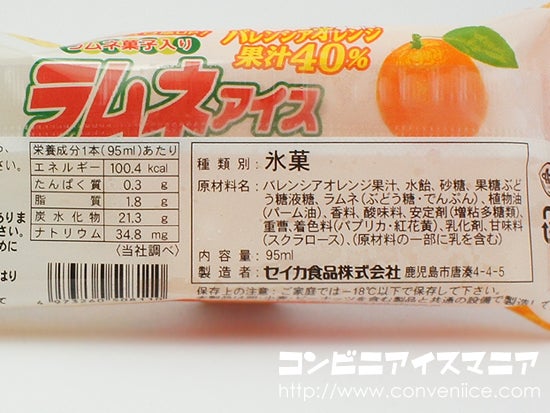 ラムネ菓子入り
バレンシアオレンジ
果汁40%
ラムネアイス
栄養成分1本(95ml)あたり
エネルギー 100.4 kcal
たんぱく質 0.3 g
脂質 1.8 g
炭水化物 21.3 g
ナトリウム 34.8 mg
〈当社調べ〉
種類別: 氷菓
原材料名: バレンシアオレンジ果汁、水飴、砂糖、果糖ぶど
う糖液糖、ラムネ(ぶどう糖・でんぷん)、植物油
(パーム油)、香料、酸味料、安定剤(増粘多糖類)、
重曹、着色料(パプリカ・紅花黄)、乳化剤、甘味料
(スクラロース)、(原材料の一部に乳を含む)
内容量: 95ml
製造者: セイカ食品株式会社 鹿児島市唐湊4-4-5
保存上の注意:ご家庭では−18℃以下で保存して下さい。
コンビニアイスマニア
http://www.conveniice.com/